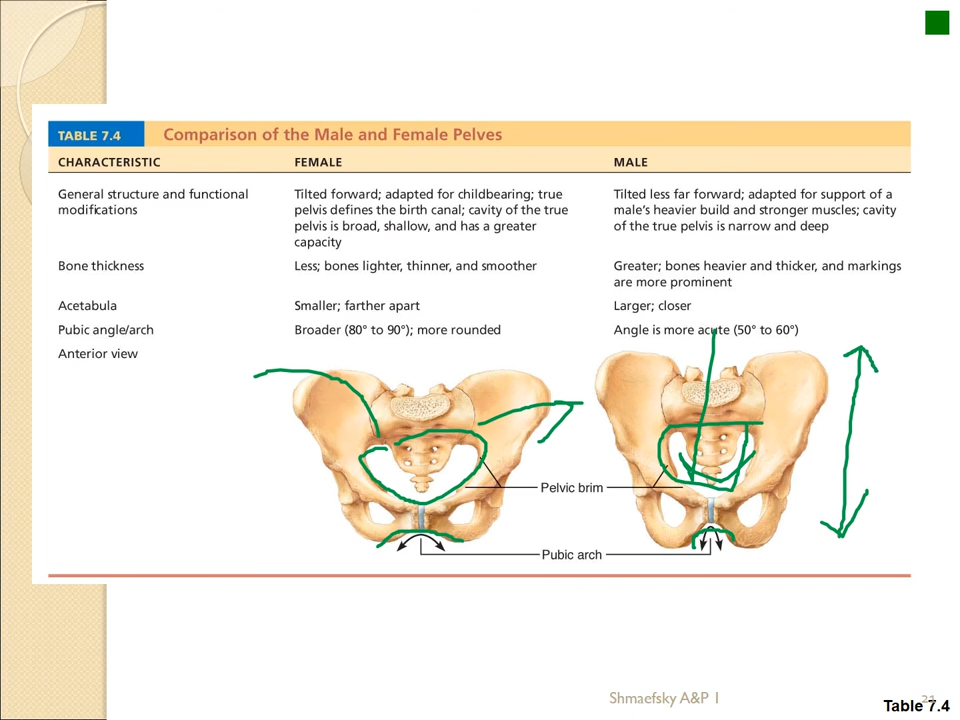 TABLE 7.4 Comparison of the Male and Female Pelves
CHARACTERISTIC FEMALE MALE
General structure and functional modifications
Tilted forward; adapted for childbearing; true
pelvis defines the birth canal; cavity of the true
pelvis is broad, shallow, and has a greater
capacity
Tilted less far forward; adapted for support of a
male's heavier build and stronger muscles; cavity
of the true pelvis is narrow and deep
Bone thickness
Less; bones lighter, thinner, and smoother
Greater; bones heavier and thicker, and markings
are more prominent
Acetabula
Smaller; farther apart
Larger; closer
Pubic angle/arch
Broader (80° to 90°); more rounded
Angle is more acute (50° to 60°)
Anterior view
Pelvic brim
Pubic arch
Shmaefsky A&P 1
21
Table 7.4